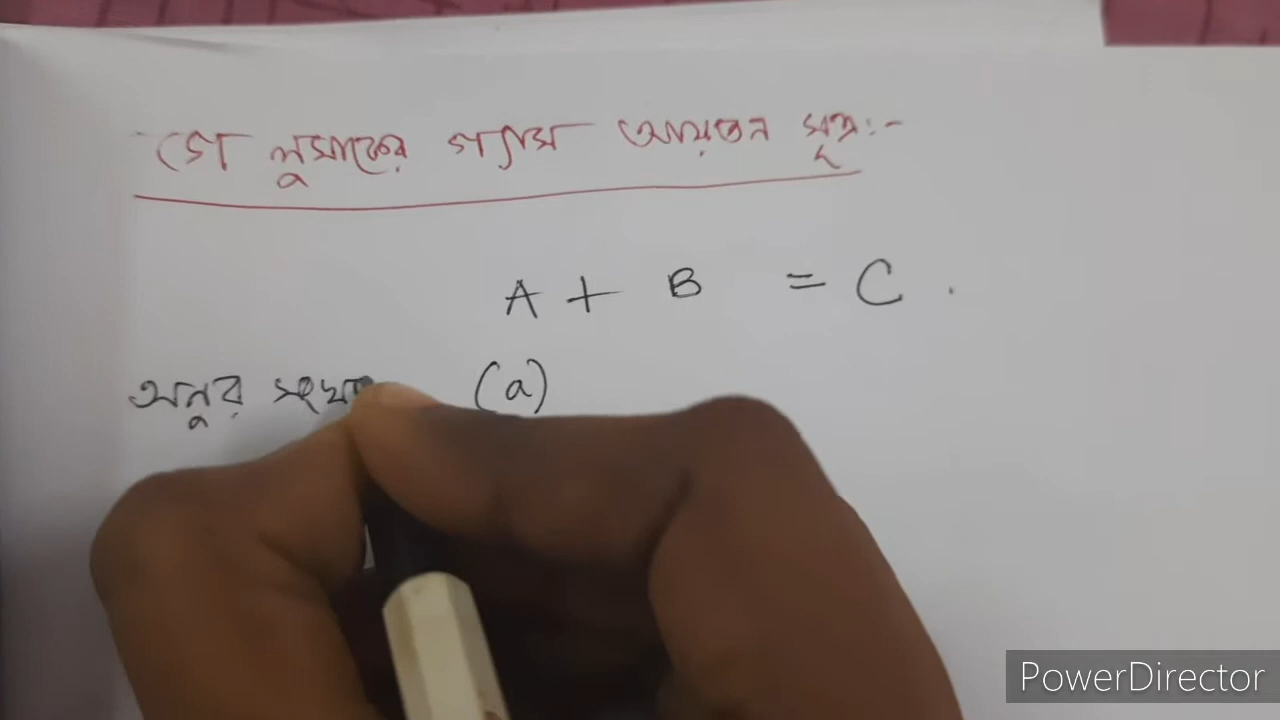 গে লুসাকের গ্যাস আয়তন সূত্র:-
A + B = C .
অনুর সংখ্যা (a)
PowerDirector